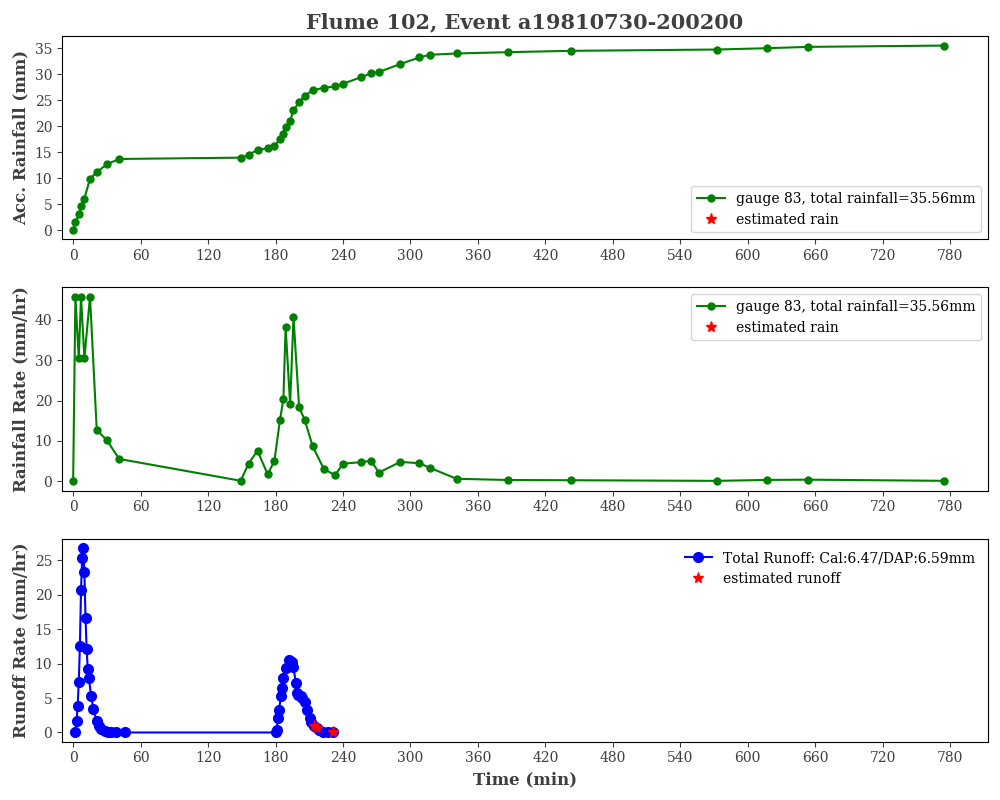 Flume 102, Event a19810730-200200
Acc. Rainfall (mm)
35
30
25
20
15
10
5
0
gauge 83, total rainfall=35.56mm
estimated rain
0 60 120 180 240 300 360 420 480 540 600 660 720 780
Rainfall Rate (mm/hr)
40
30
20
10
0
gauge 83, total rainfall=35.56mm
estimated rain
0 60 120 180 240 300 360 420 480 540 600 660 720 780
Runoff Rate (mm/hr)
25
20
15
10
5
0
Total Runoff: Cal:6.47/DAP:6.59mm
estimated runoff
0 60 120 180 240 300 360 420 480 540 600 660 720 780
Time (min)